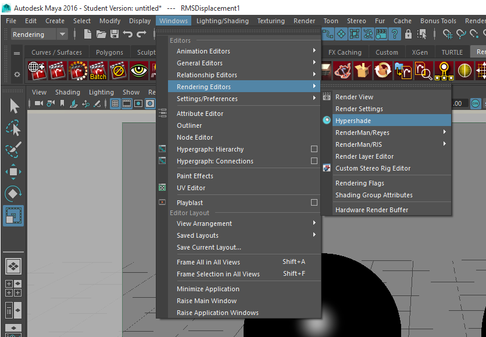 Autodesk Maya 2016 - Student Version: untitled*   ---   RMSDisplacement1
File Edit Create Select Modify Display Windows Lighting/Shading Texturing Render Toon Stereo Cache Bonus Tools
Rendering
Curves / Surfaces Polygons FX Caching Custom XGen TURTLE
View Shading Lighting Show
Editors
Animation Editors
General Editors
Relationship Editors
Rendering Editors
Settings/Preferences
Attribute Editor
Outliner
Node Editor
Hypergraph: Hierarchy
Hypergraph: Connections
Paint Effects
UV Editor
Playblast
Editor Layout
View Arrangement
Saved Layouts
Save Current Layout...
Frame All in All Views Shift+A
Frame Selection in All Views Shift+F
Minimize Application
Raise Main Window
Raise Application Windows
Render View
Render Settings
Hypershade
RenderMan/Reyes
RenderMan/RIS
Render Layer Editor
Custom Stereo Rig Editor
Rendering Flags
Shading Group Attributes
Hardware Render Buffer